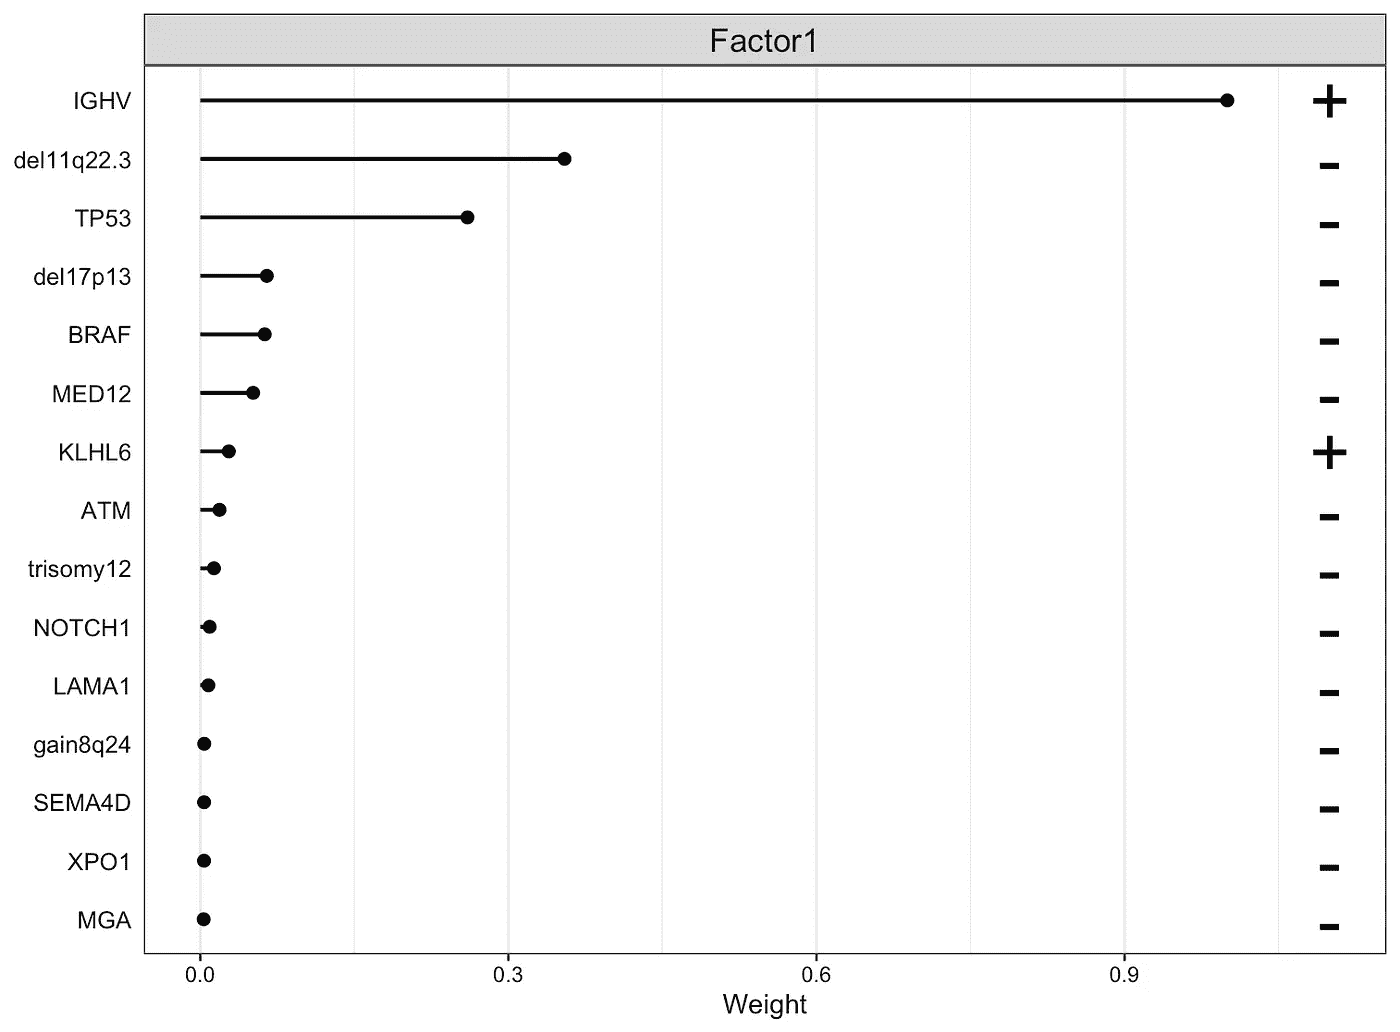 Factor1
IGHV +
del11q22.3 -
TP53 -
del17p13 -
BRAF -
MED12 -
KLHL6 +
ATM -
trisomy12 -
NOTCH1 -
LAMA1 -
gain8q24 -
SEMA4D -
XPO1 -
MGA -
0.0 0.3 0.6 0.9
Weight